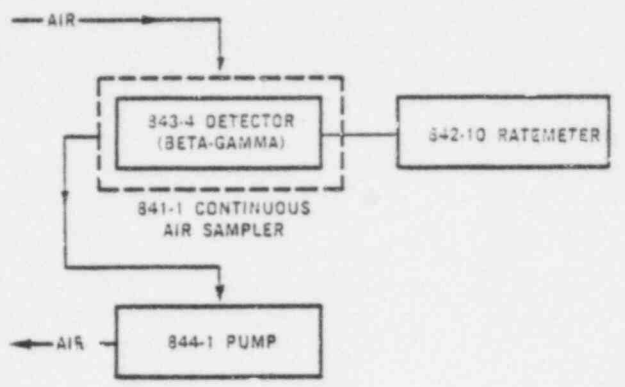 AIR
843-4 DETECTOR
(BETA-GAMMA)
842-10 RATEMETER
841-1 CONTINUOUS
AIR SAMPLER
AIR
844-1 PUMP